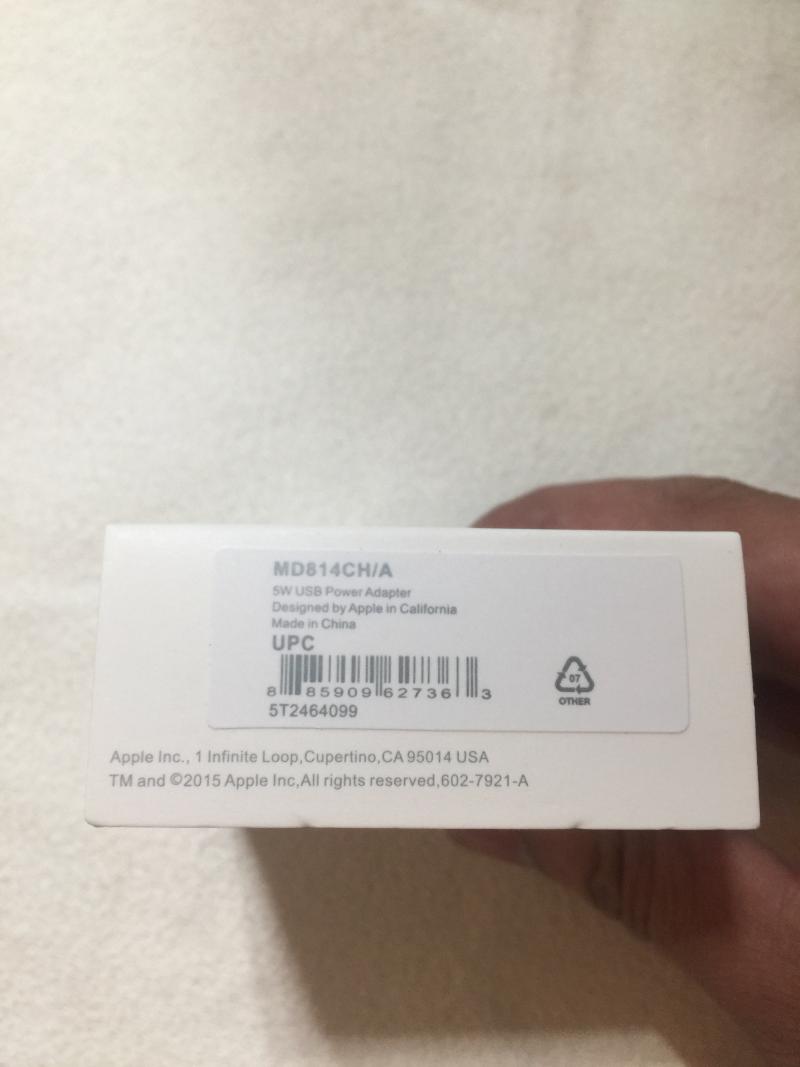 MD814CH/A
5W USB Power Adapter
Designed by Apple in California
Made in China
UPC
8 85909 62736 3
5T2464099
07
OTHER
Apple Inc., 1 Infinite Loop,Cupertino,CA 95014 USA
TM and ©2015 Apple Inc,All rights reserved,602-7921-A